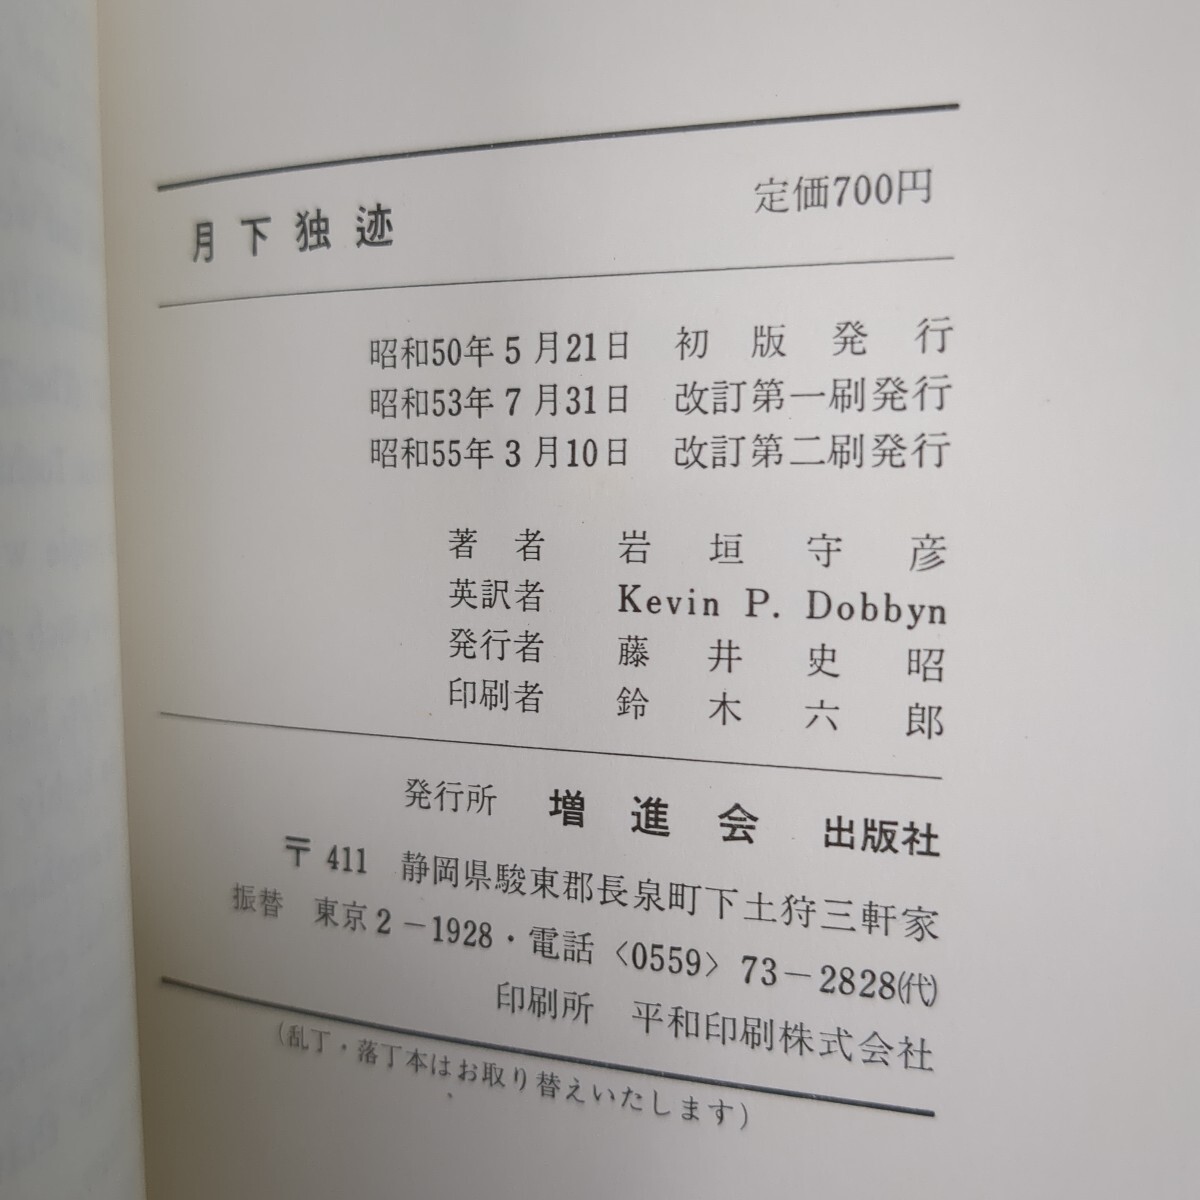 月下独迹
定価700円
昭和50年5月21日 初版発行
昭和53年7月31日 改訂第一刷発行
昭和55年3月10日 改訂第二刷発行
著者 岩垣守彦
英訳者 Kevin P. Dobbyn
発行者 藤井史昭
印刷者 鈴木六郎
発行所 増進会 出版社
〒411 静岡県駿東郡長泉町下土狩三軒家
振替 東京2-1928・電話〈0559〉73-2828(代)
印刷所 平和印刷株式会社
(乱丁・落丁本はお取り替えいたします)